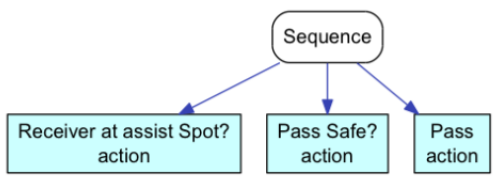 Sequence
Receiver at assist Spot?
action
Pass Safe?
action
Pass
action